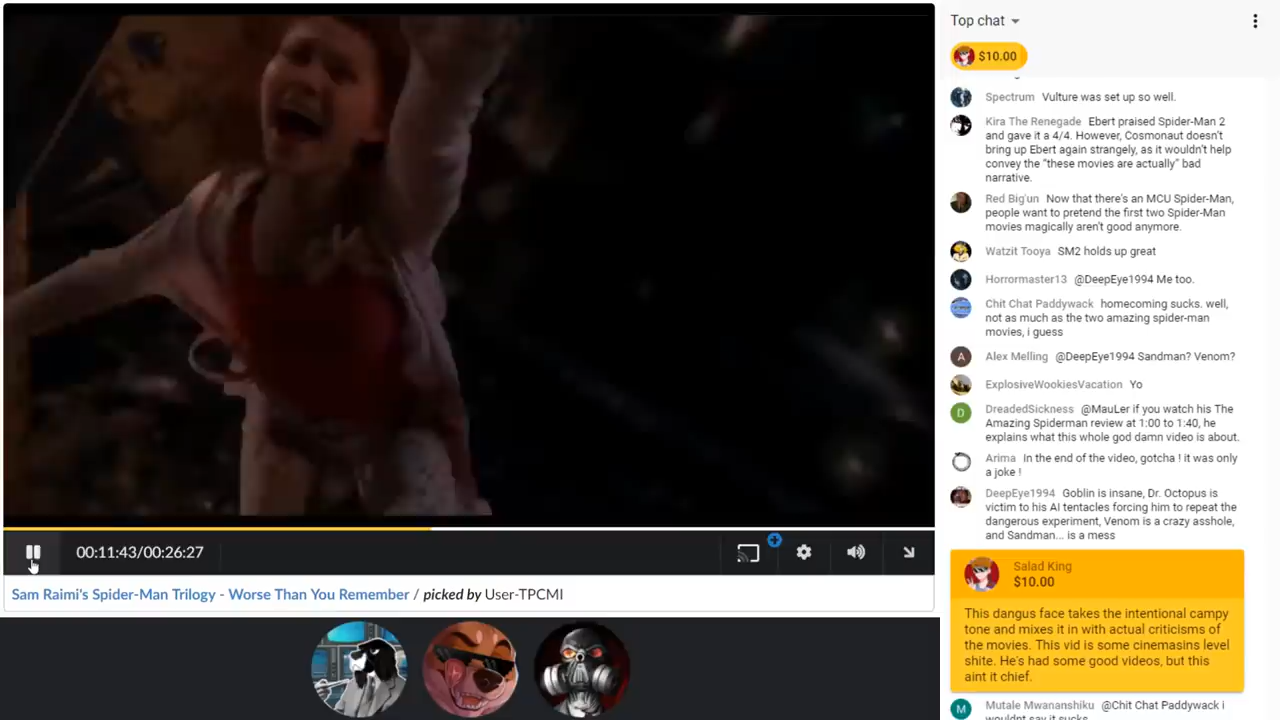 Top chat
$10.00
Spectrum Vulture was set up so well.
Kira The Renegade Ebert praised Spider-Man 2
and gave it a 4/4. However, Cosmonaut doesn't
bring up Ebert again strangely, as it wouldn't help
convey the "these movies are actually" bad
narrative.
Red Big'un Now that there's an MCU Spider-Man,
people want to pretend the first two Spider-Man
movies magically aren't good anymore.
Watzit Tooya SM2 holds up great
Horrormaster13 @DeepEye1994 Me too.
Chit Chat Paddywack homecoming sucks. well,
not as much as the two amazing spider-man
movies, i guess
A Alex Melling @DeepEye1994 Sandman? Venom?
ExplosiveWookiesVacation Yo
D DreadedSickness @MauLer if you watch his The
Amazing Spiderman review at 1:00 to 1:40, he
explains what this whole god damn video is about.
Arima In the end of the video, gotcha ! it was only
a joke !
DeepEye1994 Goblin is insane, Dr. Octopus is
victim to his AI tentacles forcing him to repeat the
dangerous experiment, Venom is a crazy asshole,
and Sandman... is a mess
Salad King
$10.00
This dangus face takes the intentional campy
tone and mixes it in with actual criticisms of
the movies. This vid is some cinemasins level
shite. He's had some good videos, but this
aint it chief.
M Mutale Mwananshiku @Chit Chat Paddywack i
wouldnt say it sucks
00:11:43/00:26:27
Sam Raimi's Spider-Man Trilogy - Worse Than You Remember / picked by User-TPCMI